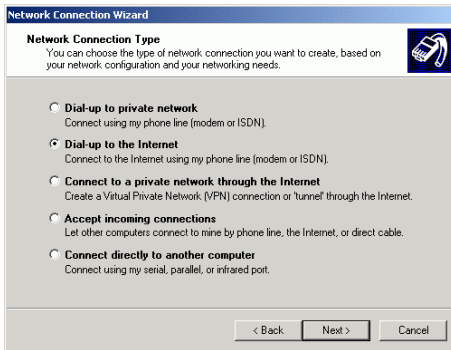 Network Connection Wizard
Network Connection Type
You can choose the type of network connection you want to create, based on
your network configuration and your networking needs.
Dial-up to private network
Connect using my phone line (modem or ISDN).
Dial-up to the Internet
Connect to the Internet using my phone line (modem or ISDN).
Connect to a private network through the Internet
Create a Virtual Private Network (VPN) connection or 'tunnel' through the Internet.
Accept incoming connections
Let other computers connect to mine by phone line, the Internet, or direct cable.
Connect directly to another computer
Connect using my serial, parallel, or infrared port.
< Back Next > Cancel